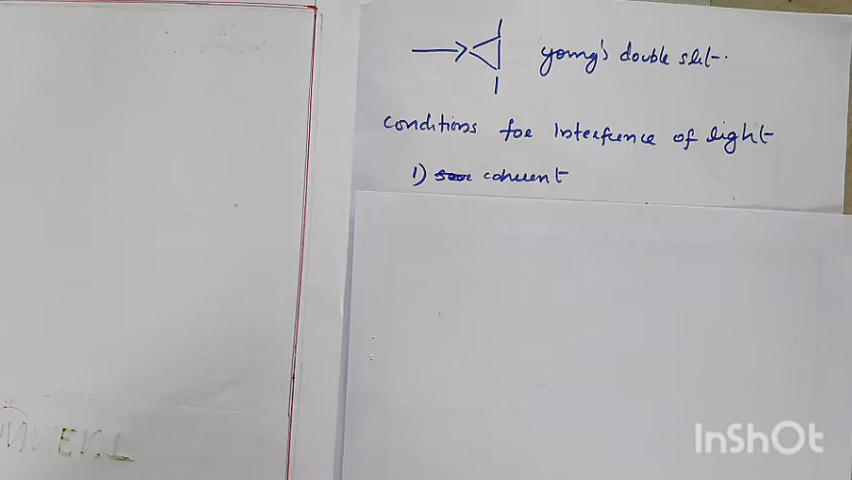 young's double slit.
conditions for Interference of light
1) coherent
InShOt